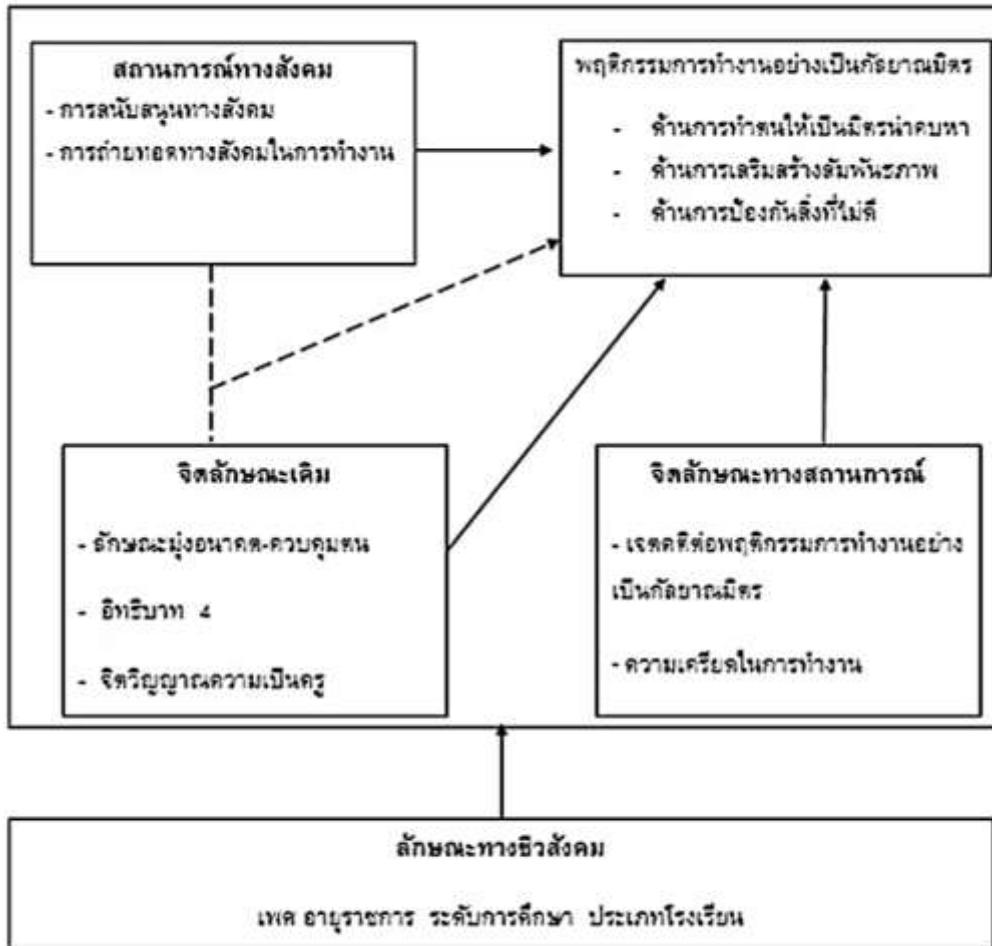 สถานการณ์ทางสังคม
- การสนับสนุนทางสังคม
- การถ่ายทอดทางสังคมในการทำงาน
พฤติกรรมการทำงานอย่างเป็นกัลยาณมิตร
- ด้านการทำตนให้เป็นมิตรน่าคบหา
- ด้านการเสริมสร้างสัมพันธภาพ
- ด้านการป้องกันสิ่งที่ไม่ดี
จิตลักษณะเดิม
- ลักษณะมุ่งอนาคต-ควบคุมตน
- อิทธิบาท 4
- จิตวิญญาณความเป็นครู
จิตลักษณะทางสถานการณ์
- เจตคติต่อพฤติกรรมการทำงานอย่าง
เป็นกัลยาณมิตร
- ความเครียดในการทำงาน
ลักษณะทางชีวสังคม
เพศ อายุราชการ ระดับการศึกษา ประเภทโรงเรียน